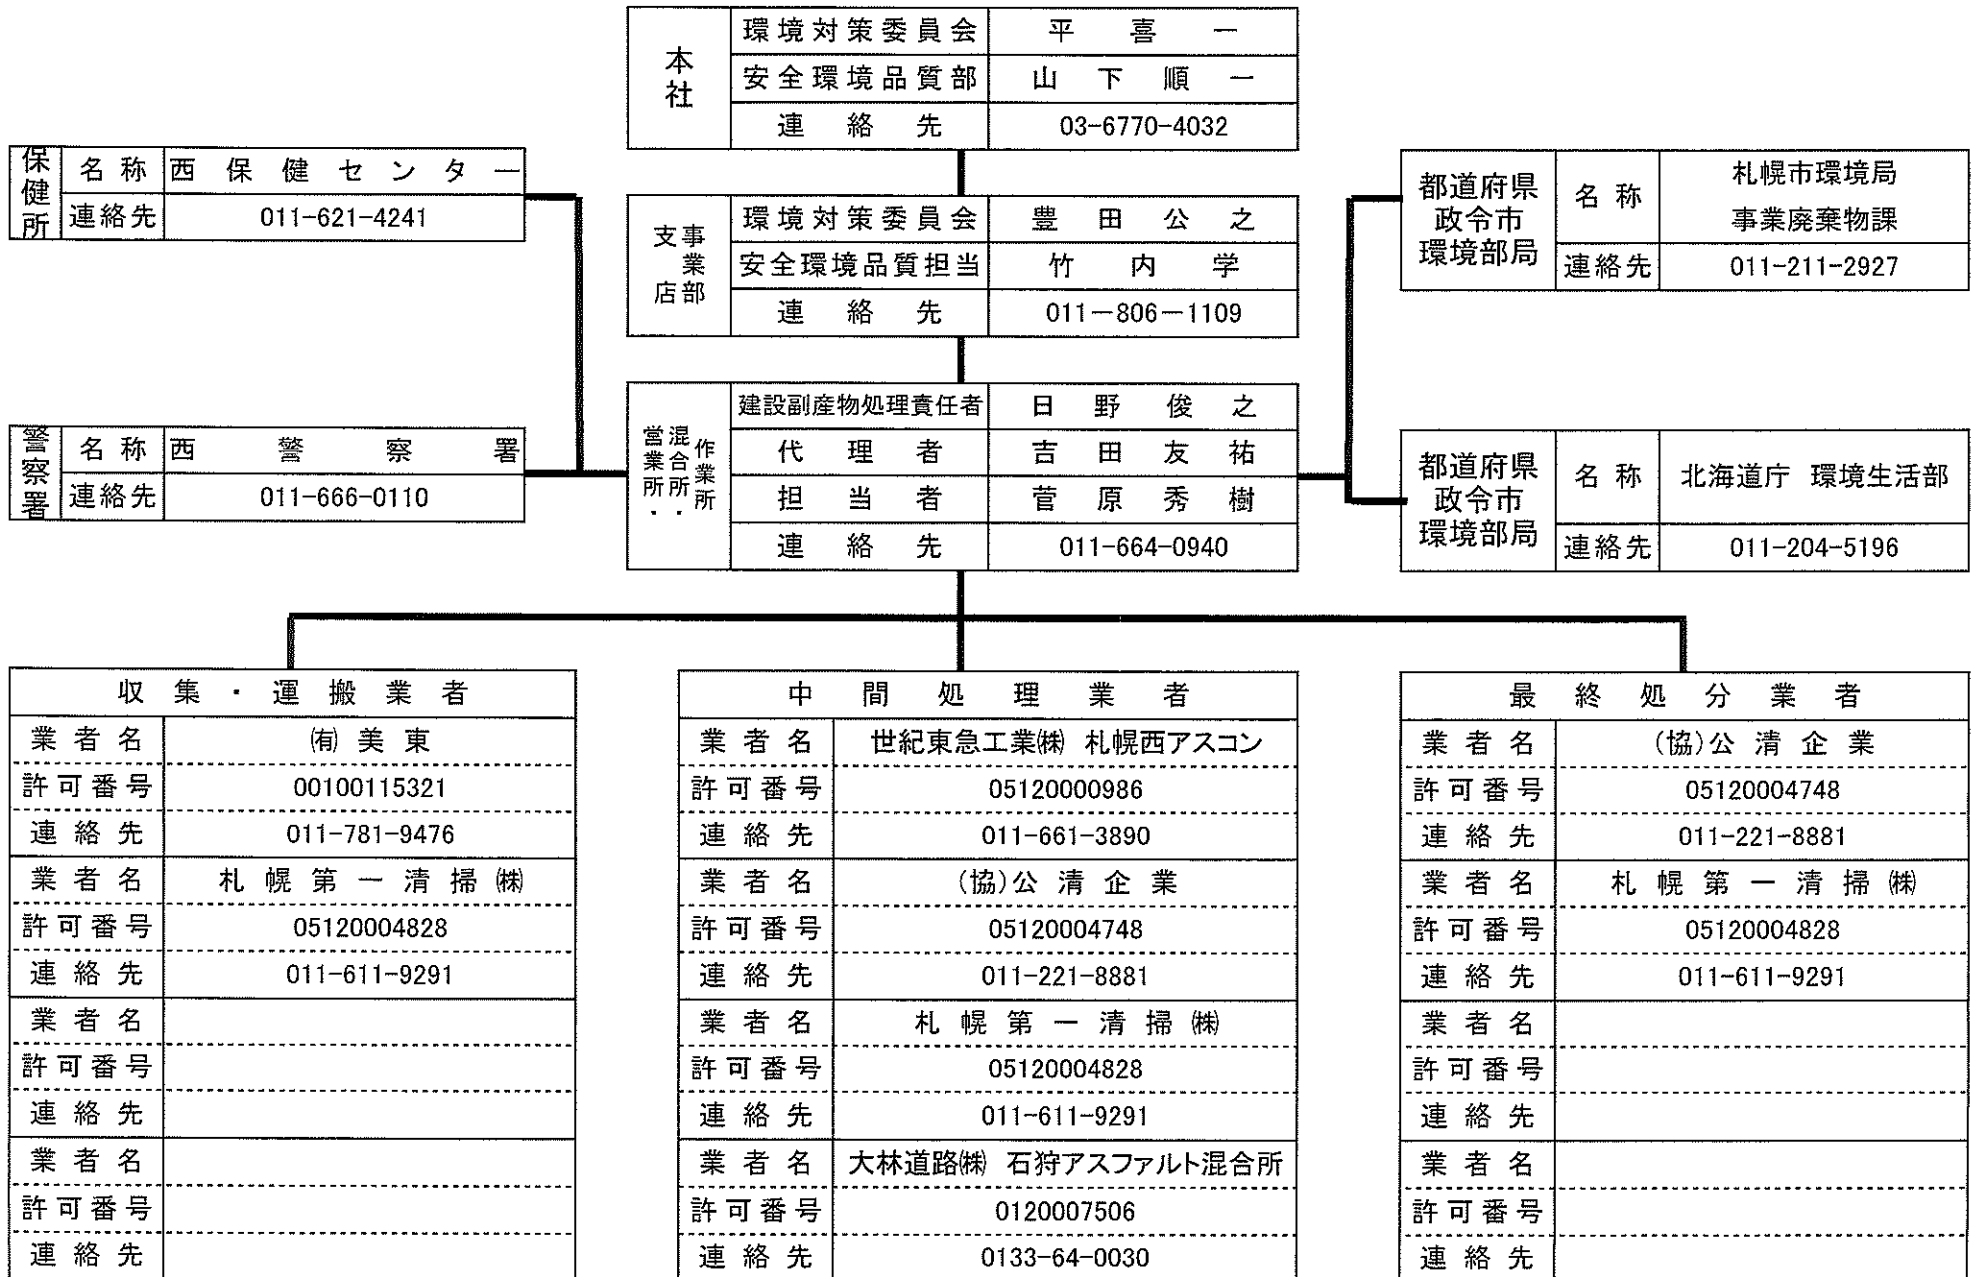 本社
環境対策委員会 平喜一
安全環境品質部 山下順一
連絡先 03-6770-4032
保健所
名称 西保健センター
連絡先 011-621-4241
支店 事業部
環境対策委員会 豊田公之
安全環境品質担当 竹内学
連絡先 011-806-1109
都道府県
政令市
環境部局
名称 札幌市環境局
事業廃棄物課
連絡先 011-211-2927
警察署
名称 西警察署
連絡先 011-666-0110
営業所・混合所・作業所
建設副産物処理責任者 日野俊之
代理者 吉田友祐
担当者 菅原秀樹
連絡先 011-664-0940
都道府県
政令市
環境部局
名称 北海道庁 環境生活部
連絡先 011-204-5196
収集・運搬業者
業者名 ㈲美東
許可番号 00100115321
連絡先 011-781-9476
業者名 札幌第一清掃㈱
許可番号 05120004828
連絡先 011-611-9291
業者名
許可番号
連絡先
業者名
許可番号
連絡先
中間処理業者
業者名 世紀東急工業㈱ 札幌西アスコン
許可番号 05120000986
連絡先 011-661-3890
業者名 (協)公清企業
許可番号 05120004748
連絡先 011-221-8881
業者名 札幌第一清掃㈱
許可番号 05120004828
連絡先 011-611-9291
業者名 大林道路㈱ 石狩アスファルト混合所
許可番号 0120007506
連絡先 0133-64-0030
最終処分業者
業者名 (協)公清企業
許可番号 05120004748
連絡先 011-221-8881
業者名 札幌第一清掃㈱
許可番号 05120004828
連絡先 011-611-9291
業者名
許可番号
連絡先
業者名
許可番号
連絡先